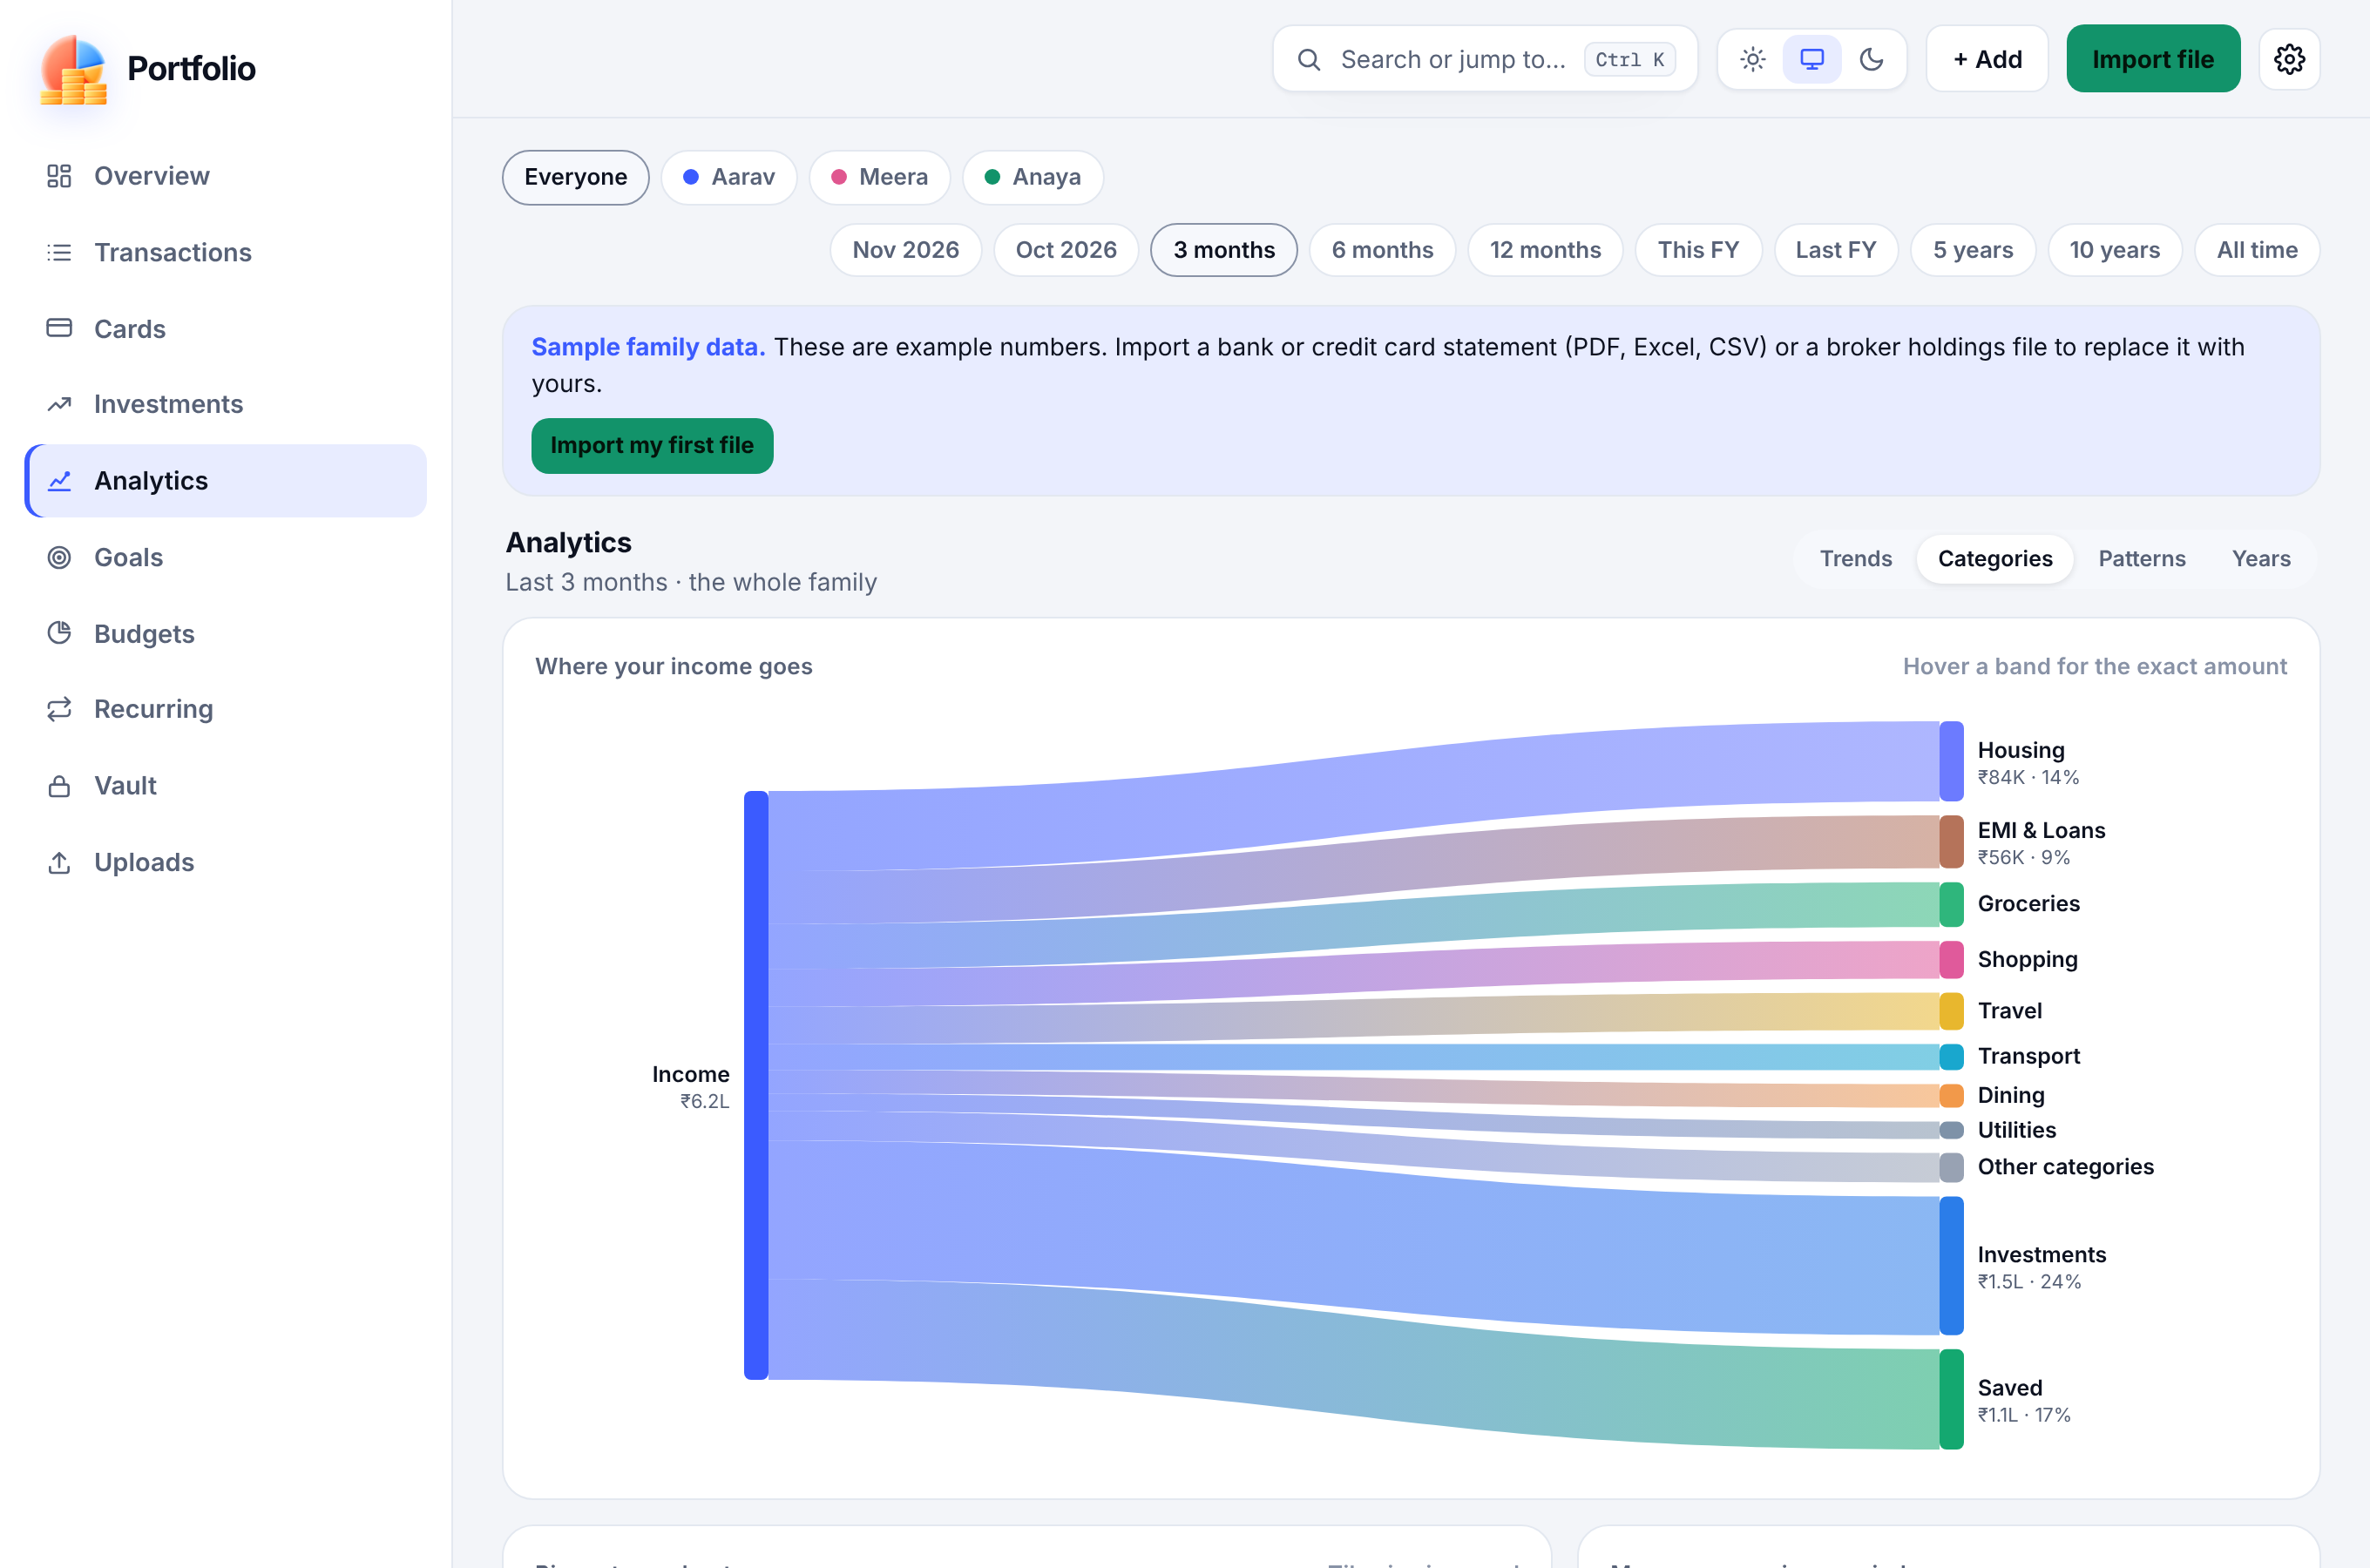 Portfolio
Search or jump to...
Ctrl K
+ Add
Import file
Overview
Transactions
Cards
Investments
Analytics
Goals
Budgets
Recurring
Vault
Uploads
Everyone
Aarav
Meera
Anaya
Nov 2026
Oct 2026
3 months
6 months
12 months
This FY
Last FY
5 years
10 years
All time
Sample family data. These are example numbers. Import a bank or credit card statement (PDF, Excel, CSV) or a broker holdings file to replace it with
yours.
Import my first file
Analytics
Last 3 months · the whole family
Trends
Categories
Patterns
Years
Where your income goes
Hover a band for the exact amount
Income
₹6.2L
Housing
₹84K · 14%
EMI & Loans
₹56K · 9%
Groceries
Shopping
Travel
Transport
Dining
Utilities
Other categories
Investments
₹1.5L · 24%
Saved
₹1.1L · 17%